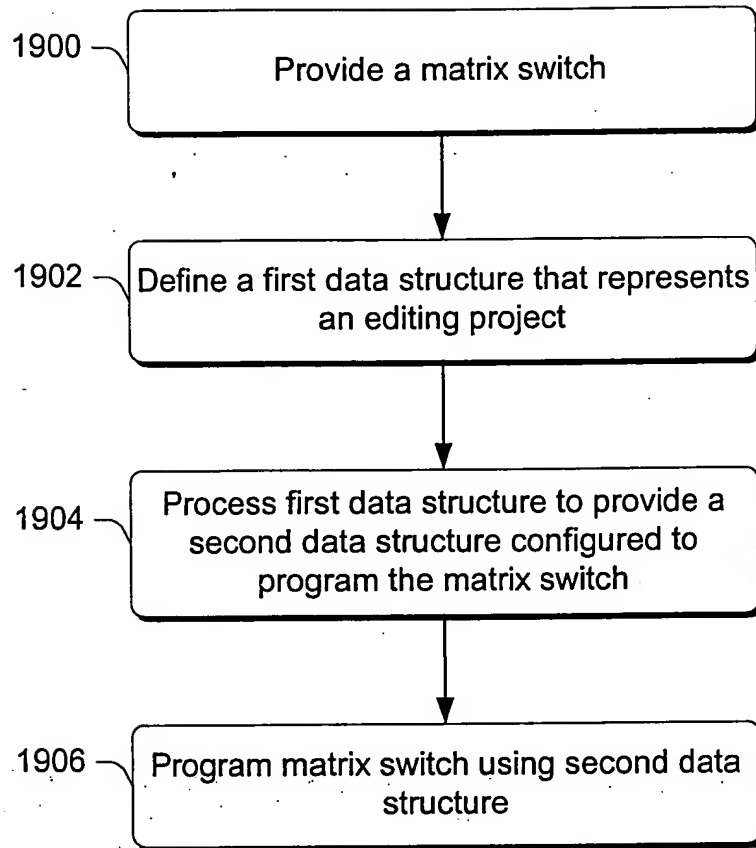 1900
Provide a matrix switch
1902
Define a first data structure that represents
an editing project
1904
Process first data structure to provide a
second data structure configured to
program the matrix switch
1906
Program matrix switch using second data
structure